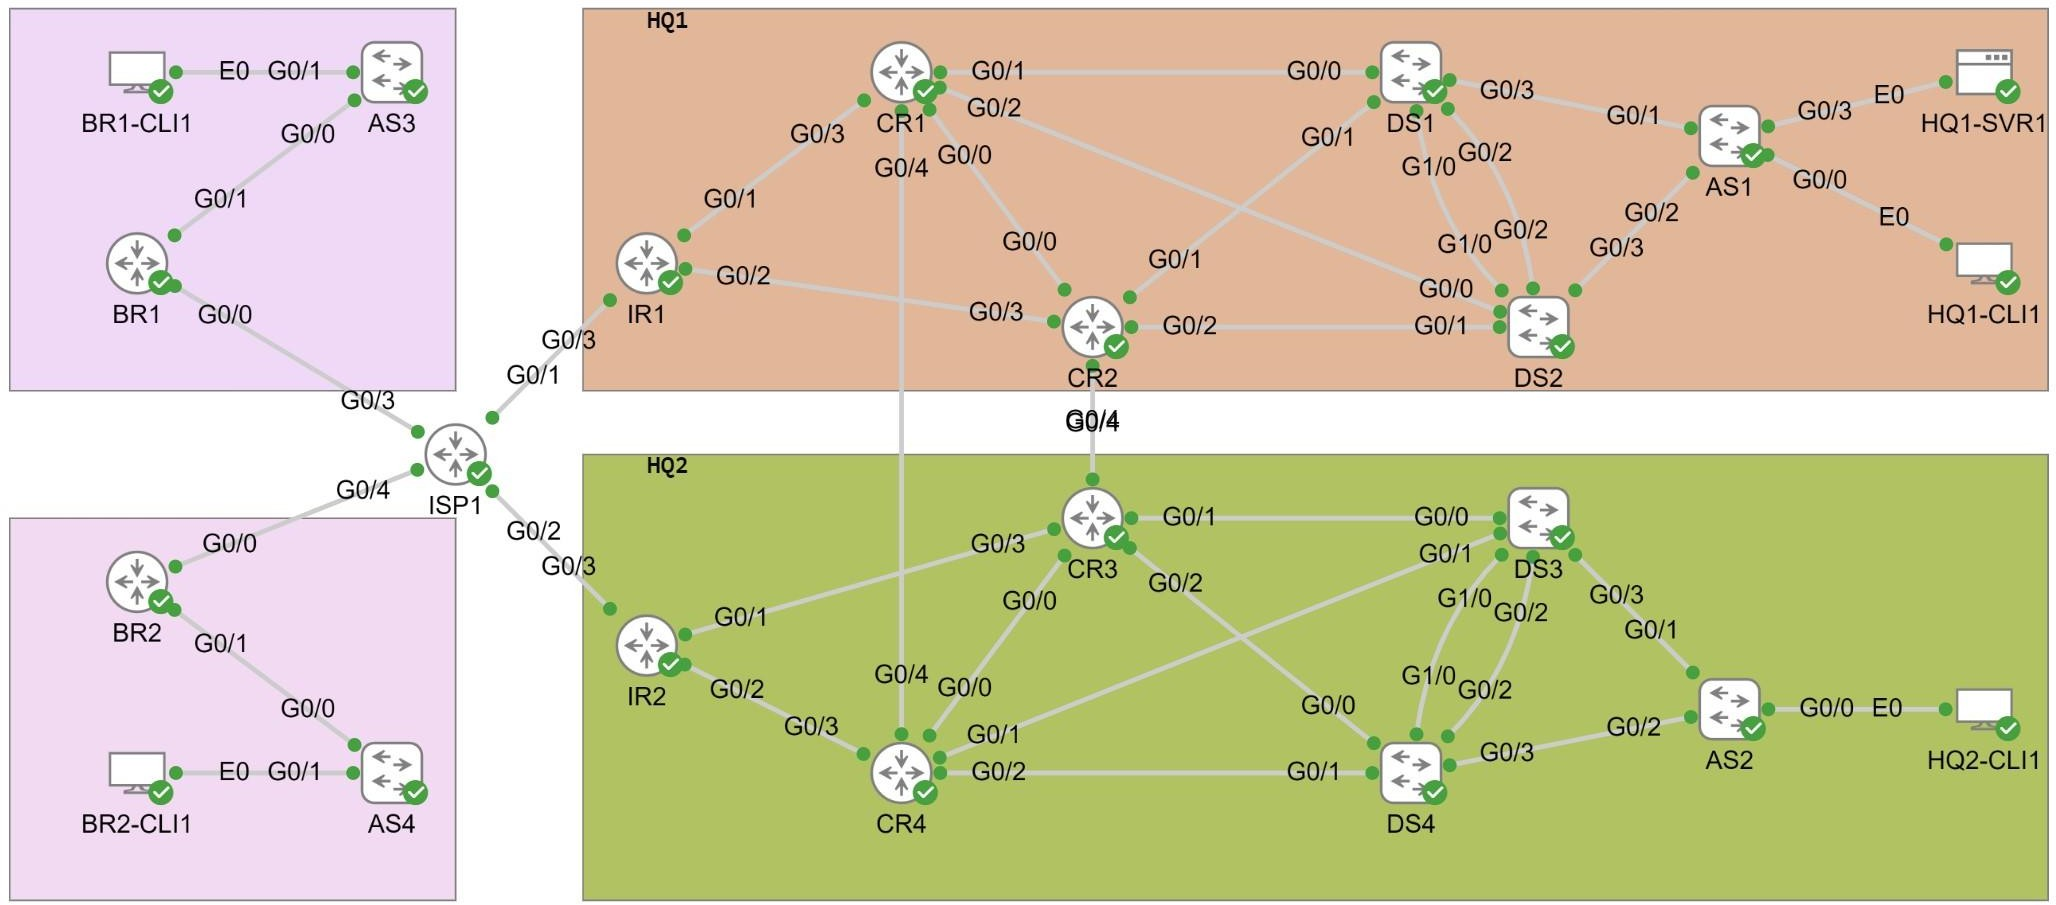 HQ1
BR1-CLI1
E0
G0/1
AS3
G0/0
G0/1
BR1
G0/0
G0/3
ISP1
G0/1
G0/3
G0/2
G0/3
G0/4
G0/0
BR2
G0/1
G0/0
BR2-CLI1
E0
G0/1
AS4
IR1
G0/1
G0/3
G0/2
G0/3
CR1
G0/1
G0/0
G0/2
G0/0
G0/4
G0/0
G0/0
CR2
G0/1
G0/1
G0/2
G0/1
G0/4
G0/4
DS1
G0/3
G0/1
G1/0
G0/2
G1/0
G0/2
DS2
G0/3
G0/2
AS1
G0/3
E0
HQ1-SVR1
G0/0
E0
HQ1-CLI1
HQ2
IR2
G0/1
G0/3
G0/2
G0/3
CR3
G0/1
G0/0
G0/2
G0/0
G0/0
G0/0
G0/4
CR4
G0/1
G0/1
G0/2
G0/1
DS3
G0/3
G0/1
G1/0
G0/2
G1/0
G0/2
DS4
G0/3
G0/2
AS2
G0/0
E0
HQ2-CLI1